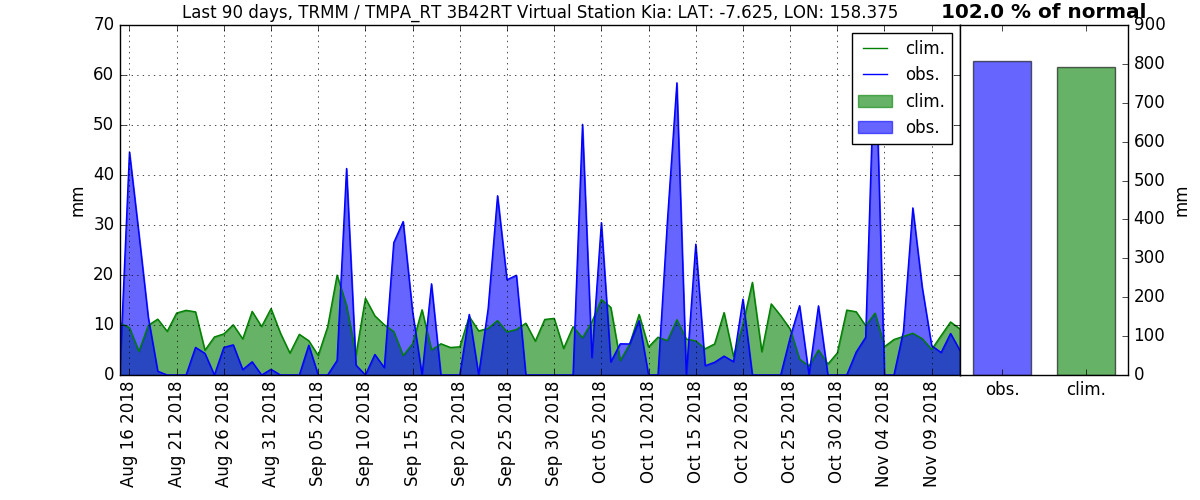 Last 90 days, TRMM / TMPA_RT 3B42RT Virtual Station Kia: LAT: -7.625, LON: 158.375
102.0 % of normal
70
60
50
40
30
20
10
0
mm
clim.
obs.
clim.
obs.
900
800
700
600
500
400
300
200
100
0
mm
obs.
clim.
Aug 16 2018
Aug 21 2018
Aug 26 2018
Aug 31 2018
Sep 05 2018
Sep 10 2018
Sep 15 2018
Sep 20 2018
Sep 25 2018
Sep 30 2018
Oct 05 2018
Oct 10 2018
Oct 15 2018
Oct 20 2018
Oct 25 2018
Oct 30 2018
Nov 04 2018
Nov 09 2018